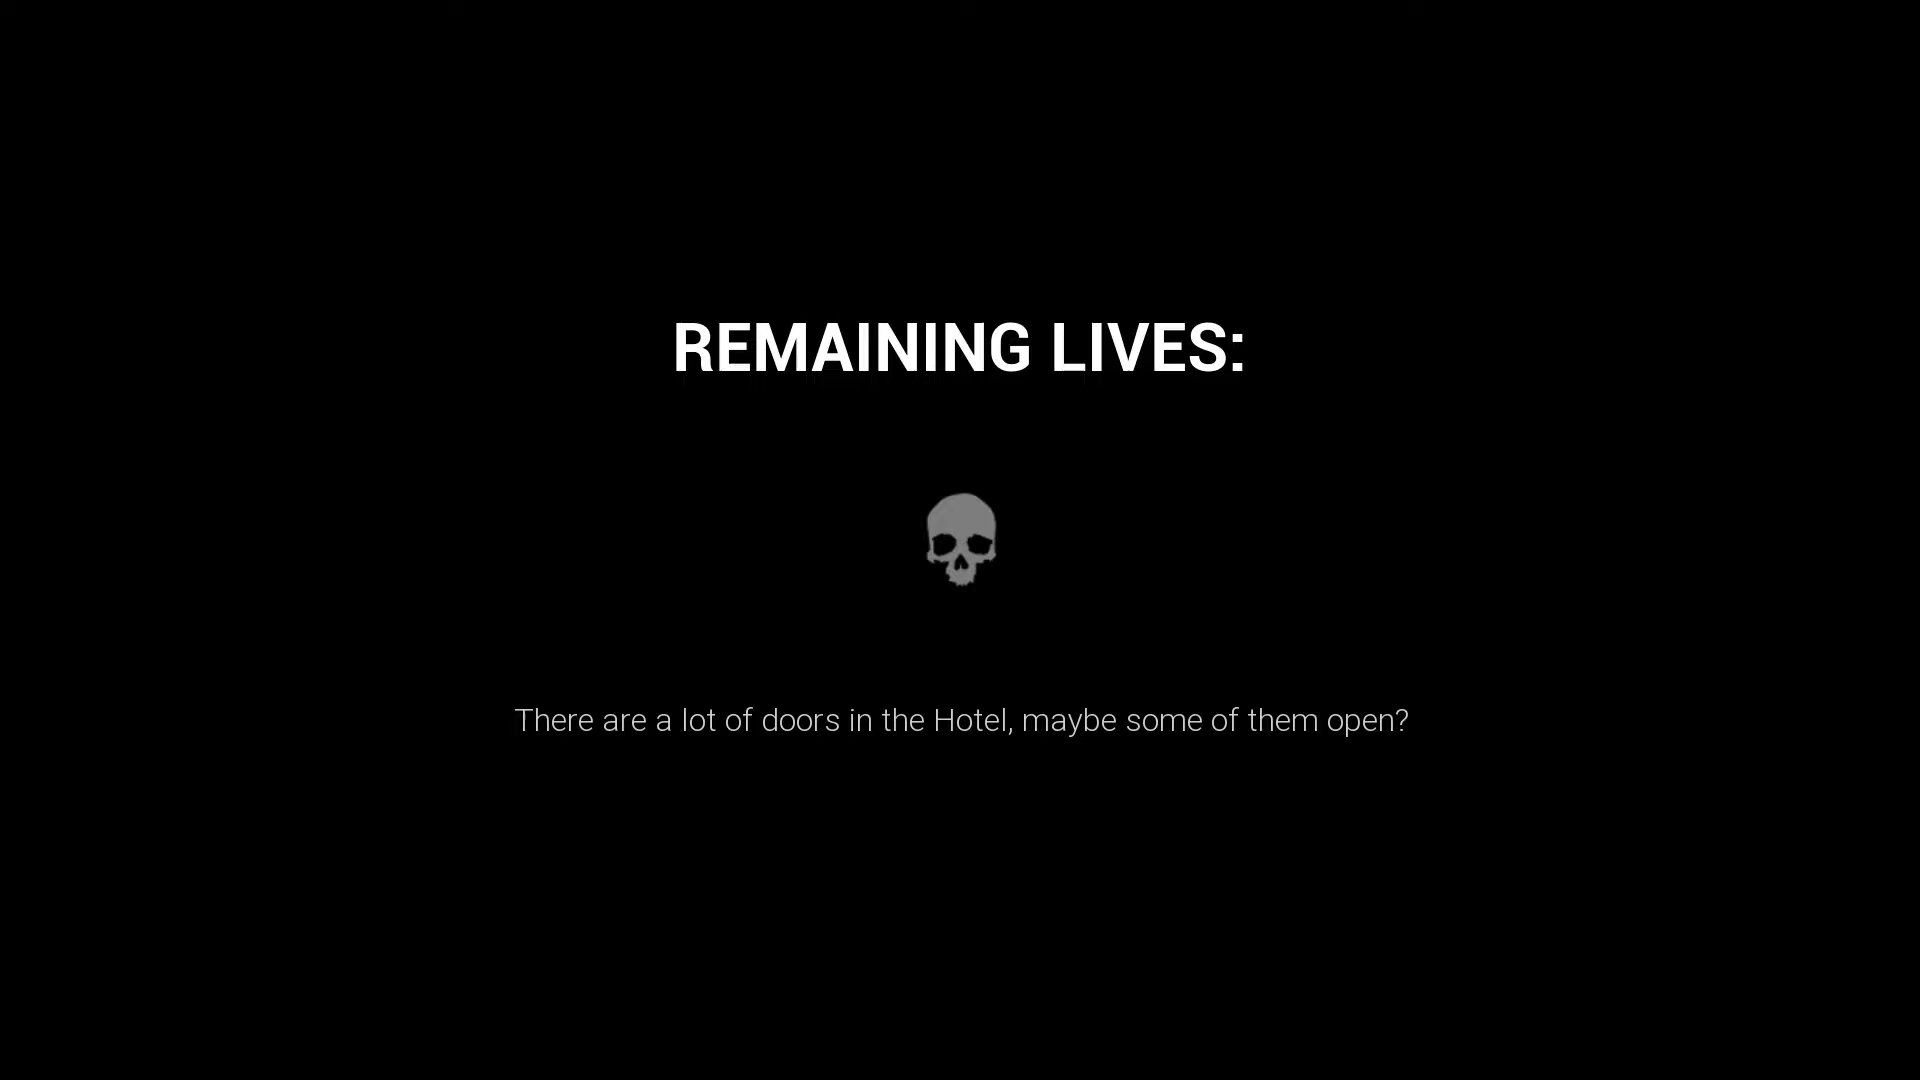 REMAINING LIVES:
There are a lot of doors in the Hotel, maybe some of them open?